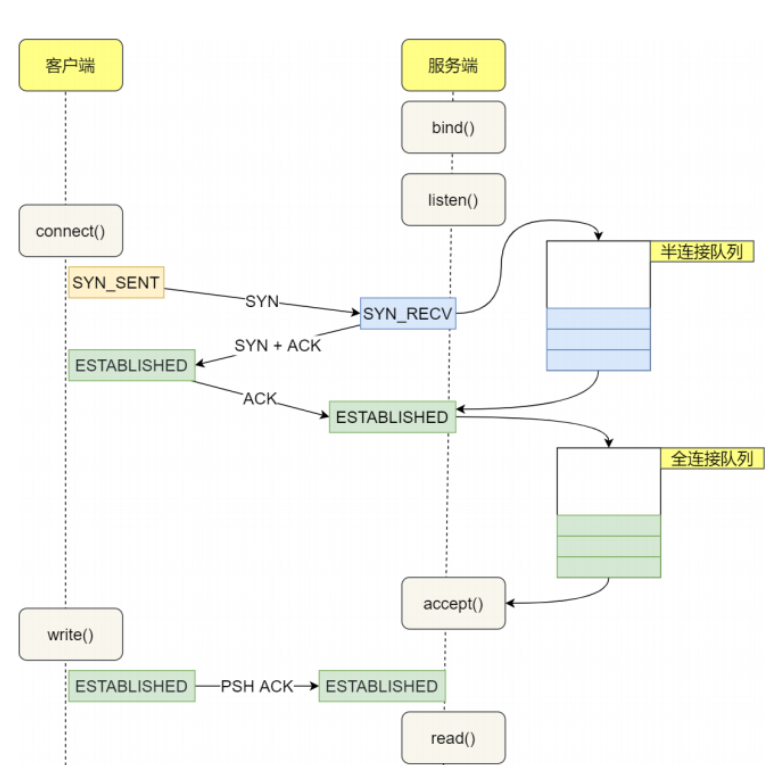 客户端
服务端
bind()
listen()
connect()
半连接队列
SYN_SENT
SYN
SYN_RECV
SYN + ACK
ESTABLISHED
ACK
ESTABLISHED
全连接队列
accept()
write()
ESTABLISHED
PSH ACK
ESTABLISHED
read()